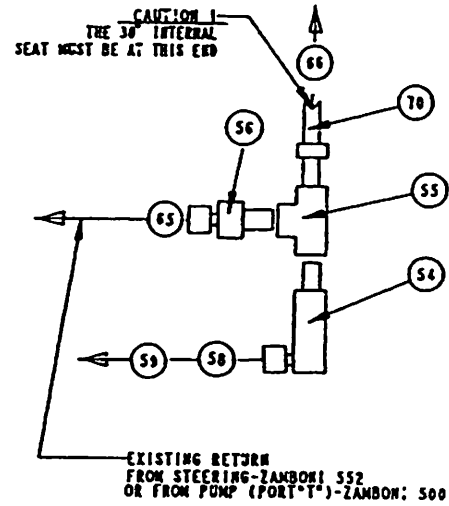 CAUTION !
THE 30° INTERNAL
SEAT MUST BE AT THIS END
66
70
56
55
65
54
59
58
EXISTING RETURN
FROM STEERING-ZAMBONI 552
OR FROM PUMP (PORT"T")-ZAMBONI 500